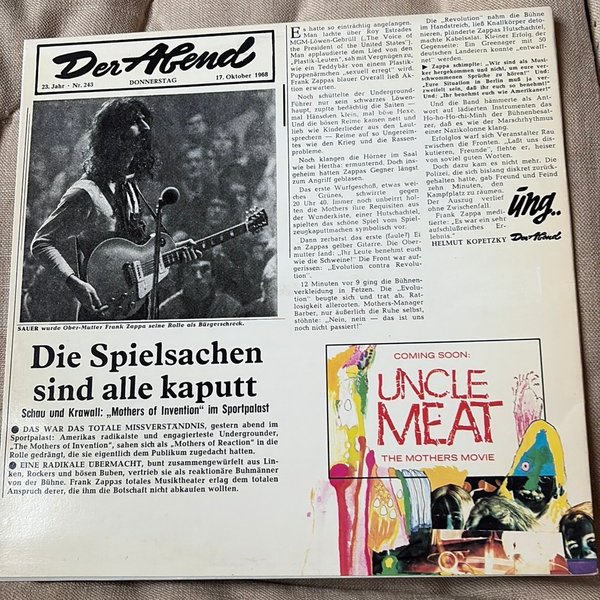 Der Abend
23. Jahr · Nr. 243 DONNERSTAG 17. Oktober 1968
SAUER wurde Ober-Mutter Frank Zappa seine Rolle als Bürgerschreck.
Die Spielsachen
sind alle kaputt
Schau und Krawall: „Mothers of Invention" im Sportpalast
● DAS WAR DAS TOTALE MISSVERSTÄNDNIS, gestern abend im
Sportpalast: Amerikas radikalste und engagierteste Undergrounder,
„The Mothers of Invention", sahen sich als „Mothers of Reaction" in die
Rolle gedrängt, die sie eigentlich dem Publikum zugedacht hatten.
● EINE RADIKALE ÜBERMACHT, bunt zusammengewürfelt aus Lin-
ken, Rockers und bösen Buben, vertrieb sie als reaktionäre Buhmänner
von der Bühne. Frank Zappas totales Musiktheater erlag dem totalen
Anspruch derer, die ihm die Botschaft nicht abkaufen wollten.
Es hatte so einträchtig angefangen.
Man lachte über Roy Estrades
MGM-Löwen-Gebrüll („The Voice of
the President of the United States").
Man applaudierte dem Lied von den
„Plastik-Leuten", sah mit Vergnügen zu,
wie ein Teddybär von einem Plastik-
Puppenärmchen „sexuell erregt" wird.
Frank Zappas blauer Overall ließ Ak-
tion erwarten.
Noch schüttelte der Underground-
Führer nur sein schwarzes Löwen-
haupt, zupfte bedächtig die Saiten —
mal Hänschen klein, mal böse Hexe.
Und die bösen Reime kamen nett und
lieb wie Kinderlieder aus den Laut-
sprechern — Reime auf so Ungereim-
tes wie den Krieg und die Rassen-
probleme.
Noch klangen die Hörner im Saal
wie bei Hertha: ermunternd. Doch ins-
geheim hatten Zappas Gegner längst
zum Angriff geblasen.
Das erste Wurfgeschoß, etwas wei-
ches Grünes, schwirrte gegen
20 Uhr 40. Immer noch unbeirrt hol-
ten die Mothers ihre Requisiten aus
der Wunderkiste, einer Hutschachtel,
spielten das schöne Spiel vom Spiel-
zeugkaputtmachen symbolisch vor.
Dann zerbarst das erste (faule?) Ei
an Zappas gelber Gitarre. Die Ober-
mutter fand: „Ihr Leute benehmt euch
wie die Schweine!" Die Front war auf-
gerissen: „Evolution contra Revolu-
tion".
12 Minuten vor 9 ging die Bühnen-
verkleidung in Fetzen. Die „Evolu-
tion" beugte sich und trat ab. Rat-
losigkeit allerorten. Mothers-Manager
Barber, nur äußerlich die Ruhe selbst,
stöhnte: „Nein, nein — das ist uns
noch nicht passiert!"
Die „Revolution" nahm die Bühne
im Handstreich, ließ Knallkörper deto-
nieren, plünderte Zappas Hutschachtel,
machte Kabelsalat. Kleiner Erfolg der
Gegenseite: Ein Greenager (in 50
deutschen Landzern konnte „entwaff-
net" werden.
▶ Zappa schimpfte: „Wir sind als Musi-
ker hergekommen und nicht, um eure ver-
schwommenen Sprüche zu hören!" Und:
„Eure Situation in Berlin muß ja ver-
zweifelt sein, daß ihr euch so benehmt!"
Und: „Ihr benehmt euch wie Amerikaner!"
Und die Band hämmerte als Ant-
wort auf lädierten Instrumenten das
Ho-ho-Ho-chi-Minh der Bühnenbesat-
zer, daß es wie der Marschrhythmus
einer Nazikolonne klang.
Erfolglos warf sich Veranstalter Rau
zwischen die Fronten. „Laßt uns dis-
kutieren, Freunde", flehte er, heiser
von soviel guten Worten.
Doch dazu kam es nicht mehr. Die
Polizei, die sich bislang diskret zurück-
gehalten hatte, gab Freund und Feind
zehn Minuten, den
Kampfplatz zu räumen.
Der Auszug verlief
ohne Zwischenfall
Frank Zappa medi-
tierte: „Es war ein sehr
aufschlußreiches Er-
lebnis."
HELMUT KOPETZKY
üng..
Der Abend
COMING SOON:
UNCLE
MEAT
THE MOTHERS MOVIE